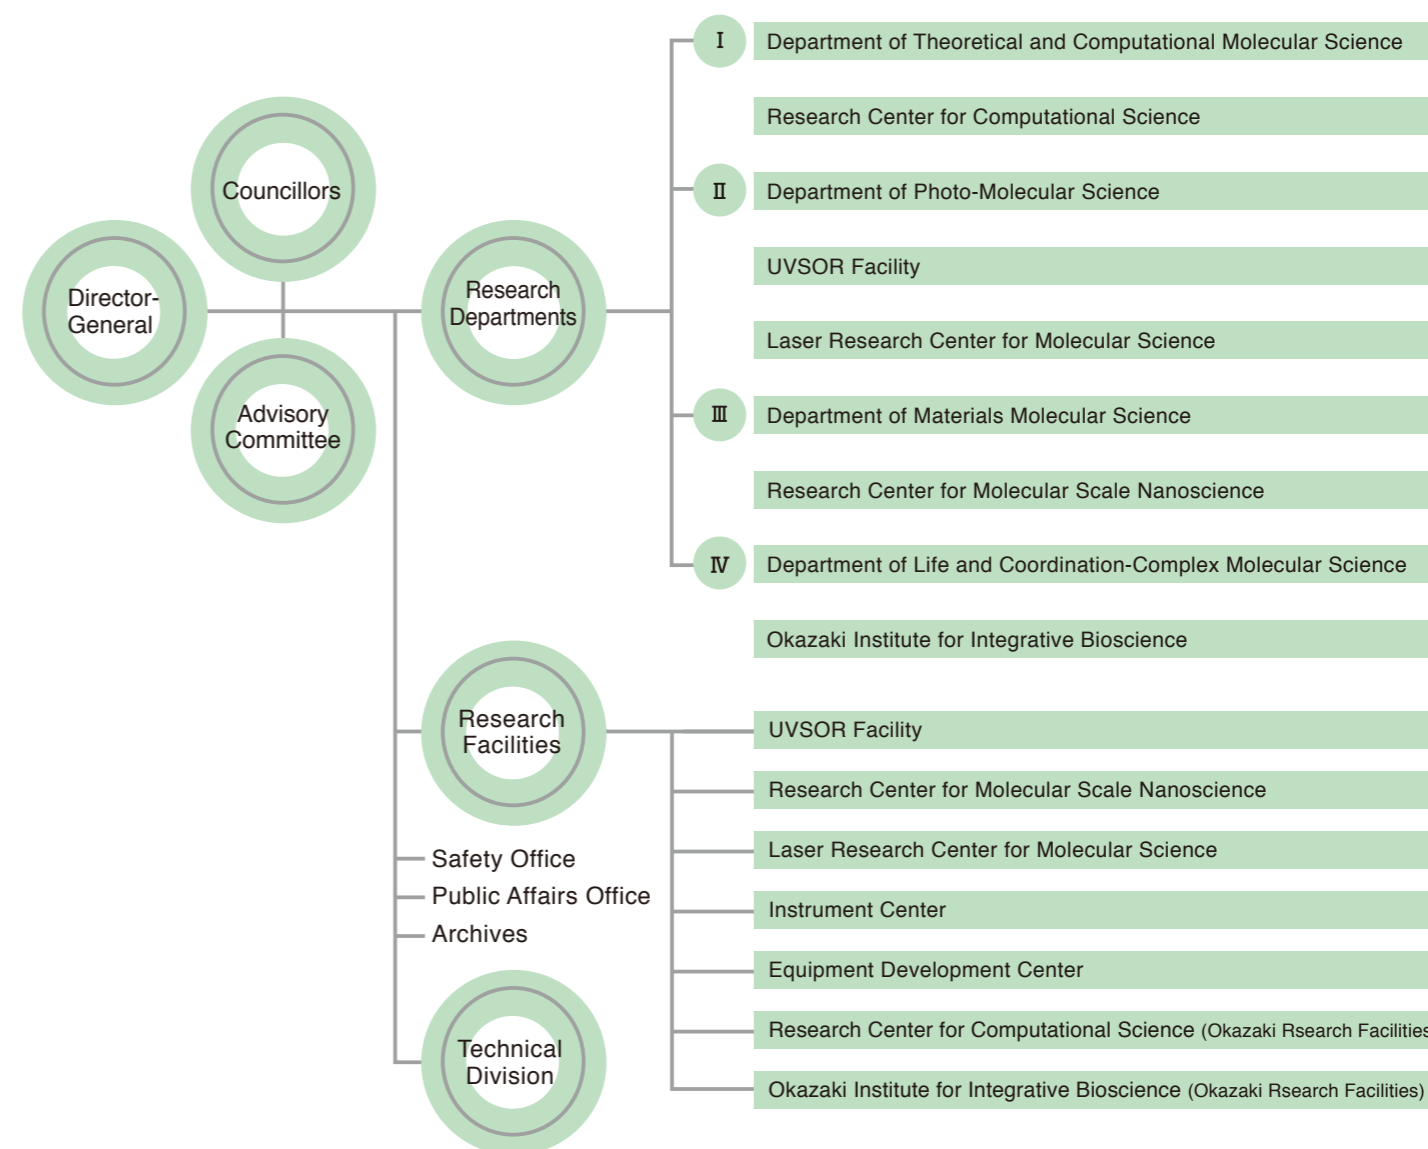 Director-
General
Councillors
Advisory
Committee
Research
Departments
I
Department of Theoretical and Computational Molecular Science
Research Center for Computational Science
II
Department of Photo-Molecular Science
UVSOR Facility
Laser Research Center for Molecular Science
III
Department of Materials Molecular Science
Research Center for Molecular Scale Nanoscience
IV
Department of Life and Coordination-Complex Molecular Science
Okazaki Institute for Integrative Bioscience
Research
Facilities
UVSOR Facility
Research Center for Molecular Scale Nanoscience
Laser Research Center for Molecular Science
Instrument Center
Equipment Development Center
Research Center for Computational Science (Okazaki Rsearch Facilities
Okazaki Institute for Integrative Bioscience (Okazaki Rsearch Facilities)
Safety Office
Public Affairs Office
Archives
Technical
Division